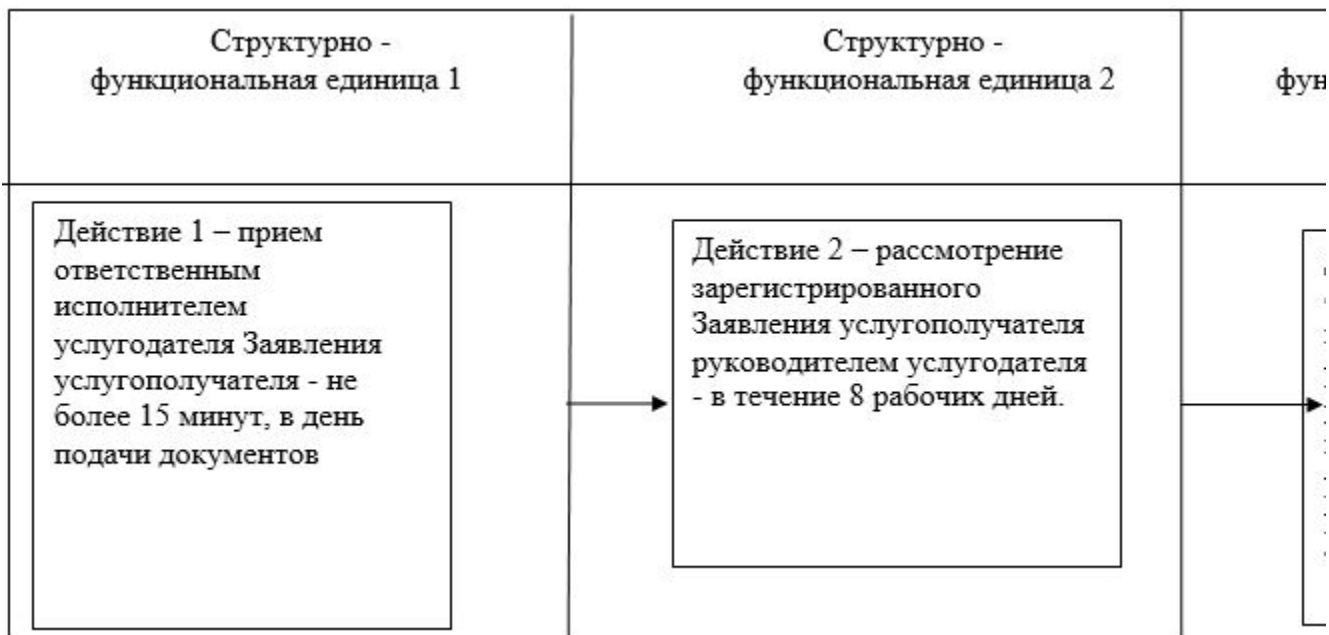 Структурно -
функциональная единица 1
Структурно -
функциональная единица 2
Действие 1 – прием
ответственным
исполнителем
услугодателя Заявления
услугополучателя - не
более 15 минут, в день
подачи документов
Действие 2 – рассмотрение
зарегистрированного
Заявления услугополучателя
руководителем услугодателя
- в течение 8 рабочих дней.